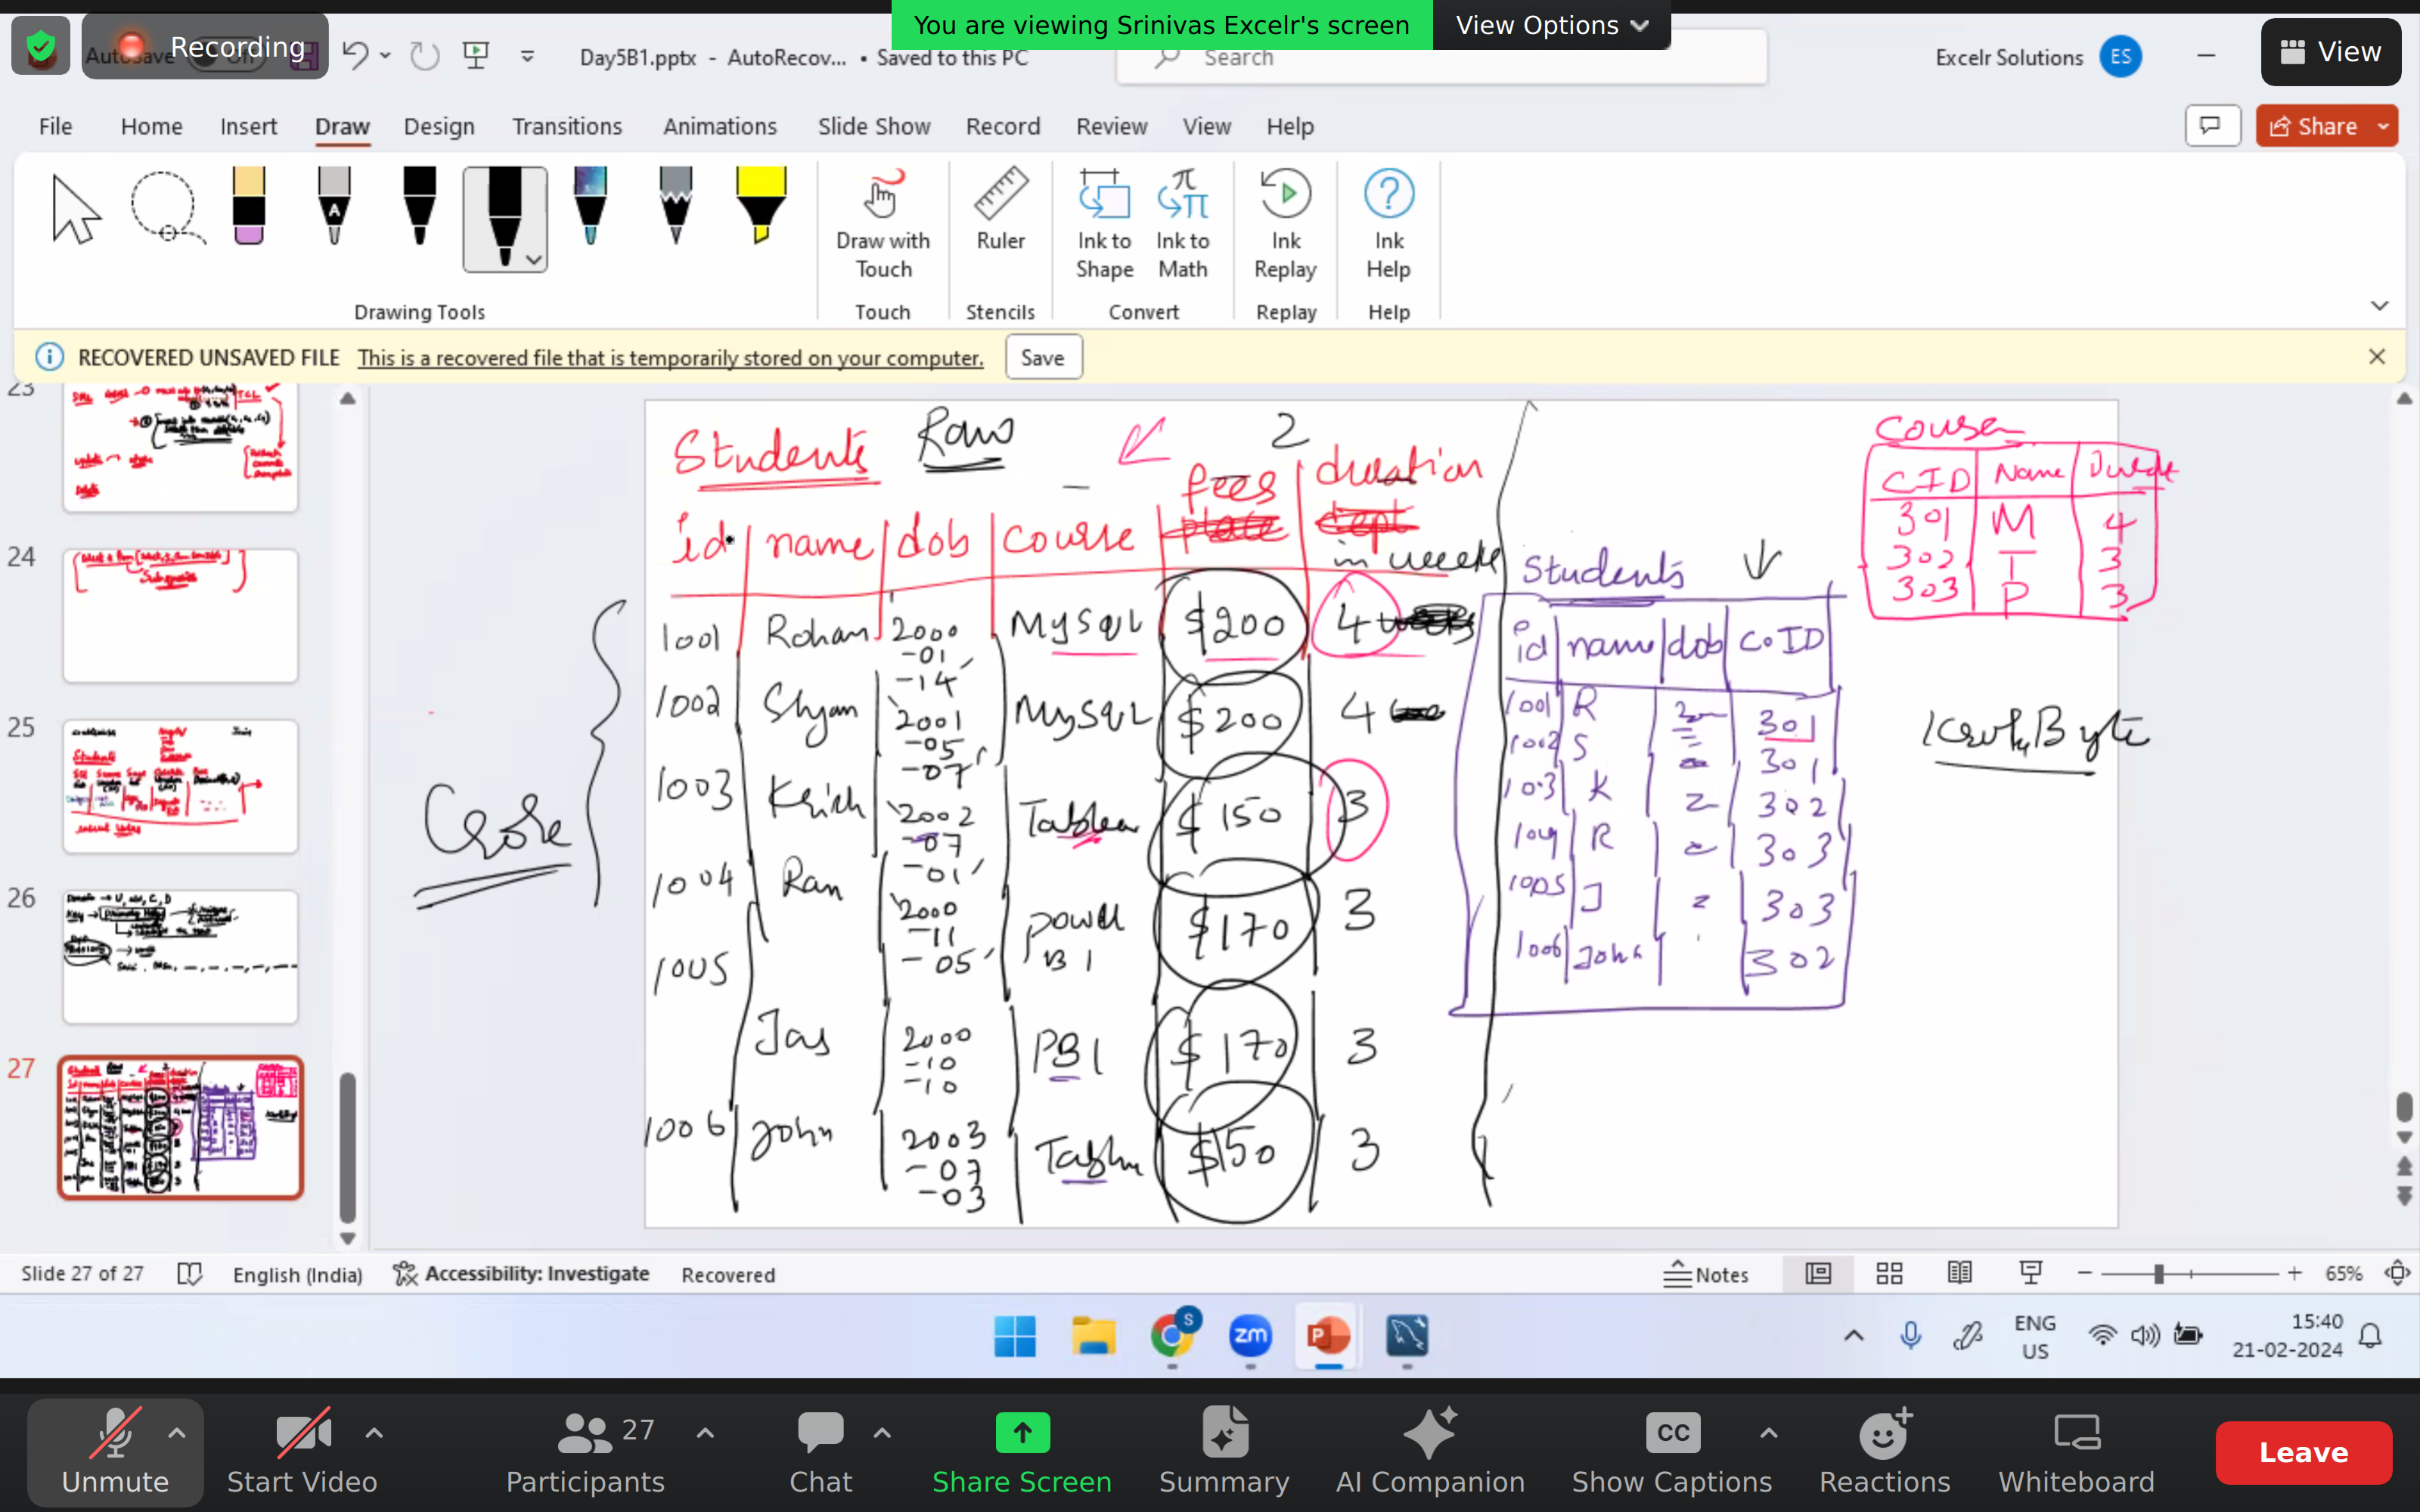 You are viewing Srinivas Excelr's screen View Options
Recording
View
Day5B1.pptx - AutoRecov... • Saved to this PC
Search
Excelr Solutions ES
File Home Insert Draw Design Transitions Animations Slide Show Record Review View Help
Share
Draw with Touch
Ruler
Ink to Shape
Ink to Math
Ink Replay
Ink Help
Drawing Tools Touch Stencils Convert Replay Help
RECOVERED UNSAVED FILE This is a recovered file that is temporarily stored on your computer. Save
23
24
25
26
27
Students Raw 2
id name dob course fees duration
in weeks
1001 Rohan 2000-01-14 MySql $200 4
1002 Shyam 2001-05-07 MySQL $200 4
1003 Krich 2002-07-01 Tableau $150 3
1004 Ram 2000-11-05 Power BI $170 3
1005 Jas 2000-10-10 PBI $170 3
1006 John 2003-07-03 $150 3
Students
id name dob CoID
1001 R 301
1002 S 301
1003 K 302
1004 R 303
1005 J 303
1006 John 302
CID Name
301 M 4
302 T 3
303 P 3
Slide 27 of 27 English (India) Accessibility: Investigate Recovered Notes 65%
S
zm
P
ENG
US
15:40
21-02-2024
Unmute
Start Video
27
Participants
Chat
Share Screen
Summary
AI Companion
CC
Show Captions
Reactions
Whiteboard
Leave